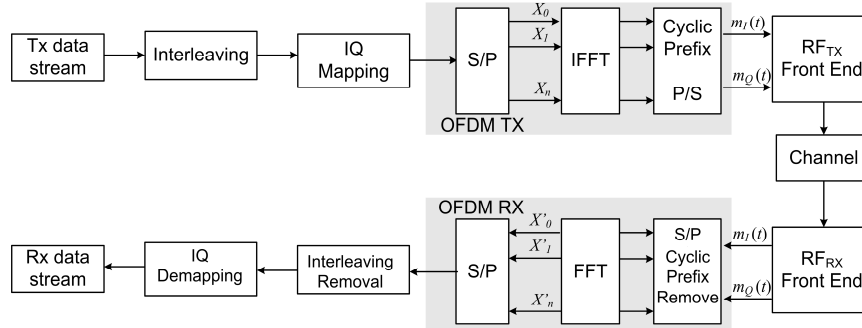 Tx data
stream
Interleaving
IQ
Mapping
S/P
X0
X1
Xn
IFFT
Cyclic
Prefix
P/S
OFDM TX
mI(t)
mQ(t)
RFTX
Front End
Channel
RFRX
Front End
mI(t)
mQ(t)
OFDM RX
S/P
Cyclic
Prefix
Remove
FFT
X'0
X'1
X'n
S/P
Interleaving
Removal
IQ
Demapping
Rx data
stream